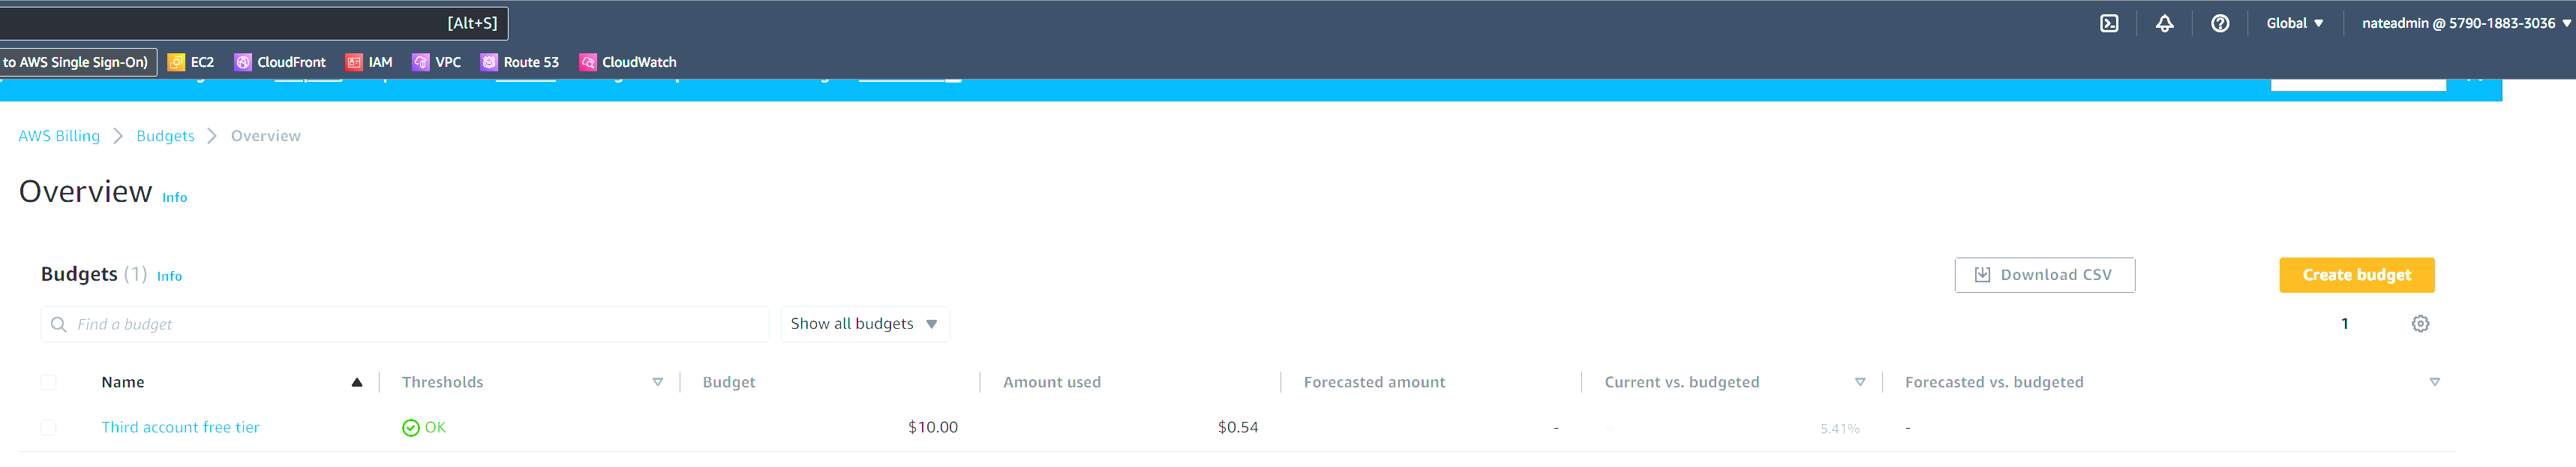 [Alt+S]
Global
nateadmin @ 5790-1883-3036
to AWS Single Sign-On)
EC2
CloudFront
IAM
VPC
Route 53
CloudWatch
AWS Billing
Budgets
Overview
Overview
Info
Budgets (1)
Info
Download CSV
Create budget
Find a budget
Show all budgets
1
Name
Thresholds
Budget
Amount used
Forecasted amount
Current vs. budgeted
Forecasted vs. budgeted
Third account free tier
OK
$10.00
$0.54
-
5.41%
-